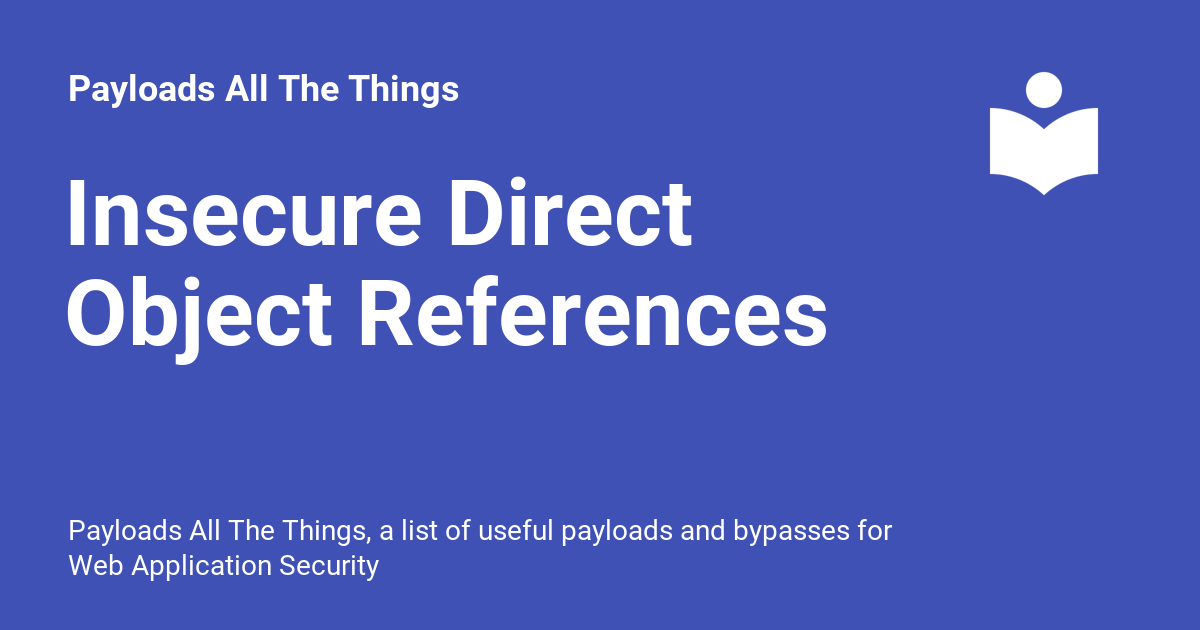 Payloads All The Things
Insecure Direct
Object References
Payloads All The Things, a list of useful payloads and bypasses for
Web Application Security